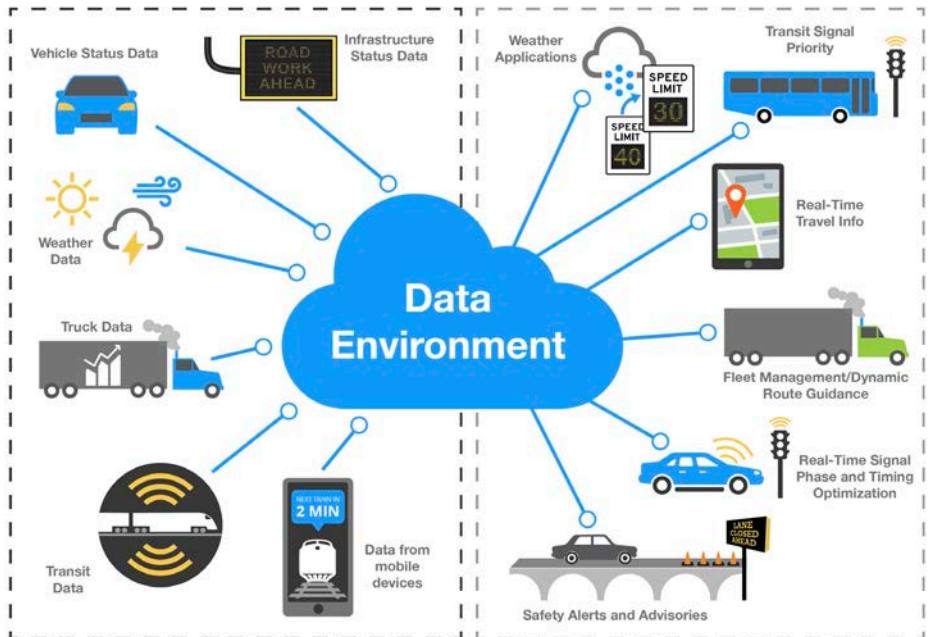 Vehicle Status Data
ROAD
WORK
AHEAD
Infrastructure
Status Data
Weather
Data
Truck Data
Transit
Data
NEXT TRAIN IN
2 MIN
Data from
mobile
devices
Data
Environment
Weather
Applications
SPEED
LIMIT
30
SPEED
LIMIT
40
Transit Signal
Priority
Real-Time
Travel Info
Fleet Management/Dynamic
Route Guidance
Real-Time Signal
Phase and Timing
Optimization
LANE
CLOSED
AHEAD
Safety Alerts and Advisories